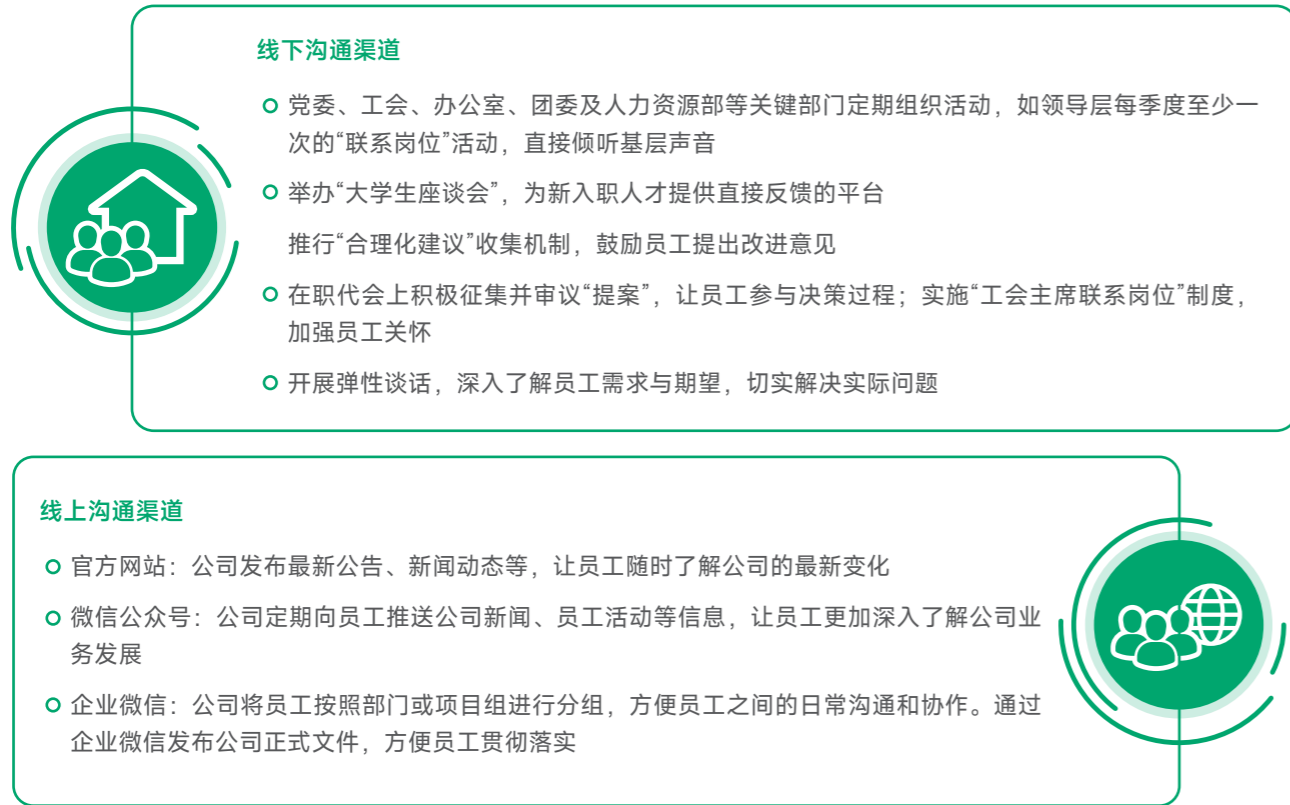 线下沟通渠道
党委、工会、办公室、团委及人力资源部等关键部门定期组织活动，如领导层每季度至少一
次的“联系岗位”活动，直接倾听基层声音
举办“大学生座谈会”，为新入职人才提供直接反馈的平台
推行“合理化建议”收集机制，鼓励员工提出改进意见
在职代会上积极征集并审议“提案”，让员工参与决策过程；实施“工会主席联系岗位”制度，
加强员工关怀
开展弹性谈话，深入了解员工需求与期望，切实解决实际问题
线上沟通渠道
官方网站：公司发布最新公告、新闻动态等，让员工随时了解公司的最新变化
微信公众号：公司定期向员工推送公司新闻、员工活动等信息，让员工更加深入了解公司业
务发展
企业微信：公司将员工按照部门或项目组进行分组，方便员工之间的日常沟通和协作。通过
企业微信发布公司正式文件，方便员工贯彻落实